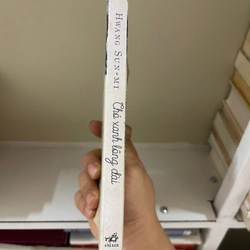 HWANG SUN-MI
Chó xanh lông dài